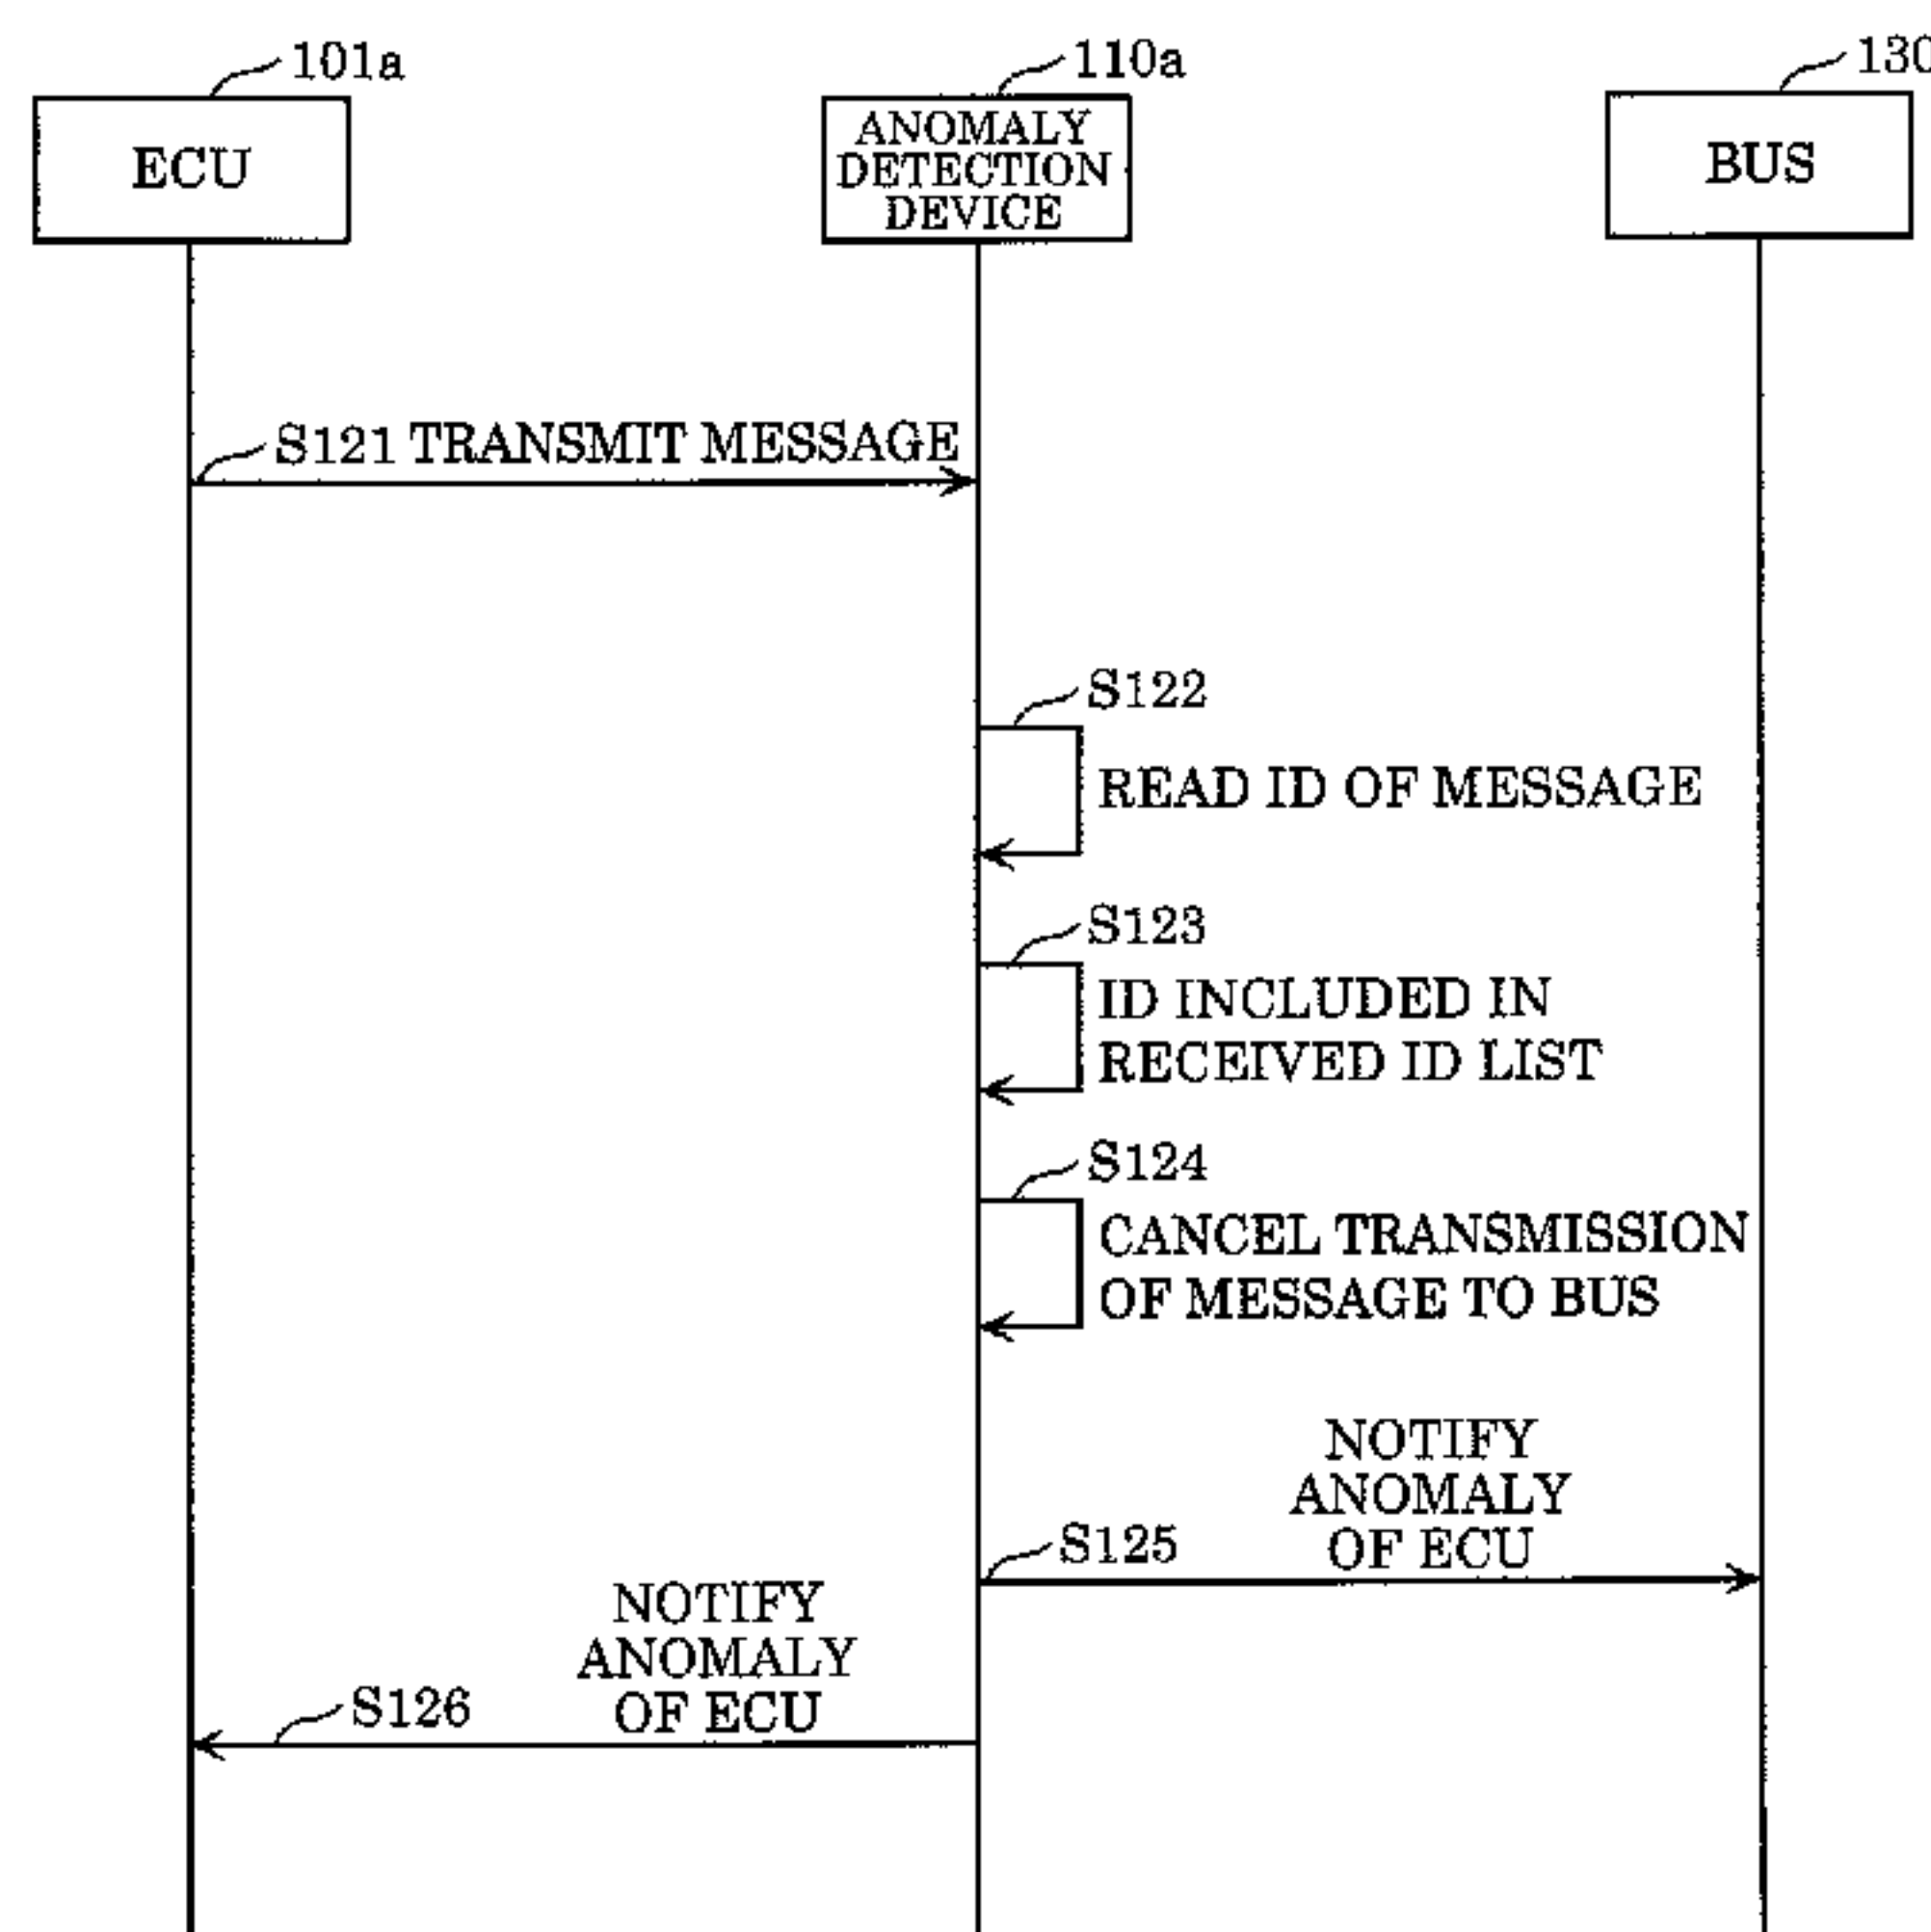 101a
110a
130
ECU
ANOMALY
DETECTION
DEVICE
BUS
S121 TRANSMIT MESSAGE
S122
READ ID OF MESSAGE
S123
ID INCLUDED IN
RECEIVED ID LIST
S124
CANCEL TRANSMISSION
OF MESSAGE TO BUS
NOTIFY
ANOMALY
OF ECU
S125
NOTIFY
ANOMALY
OF ECU
S126